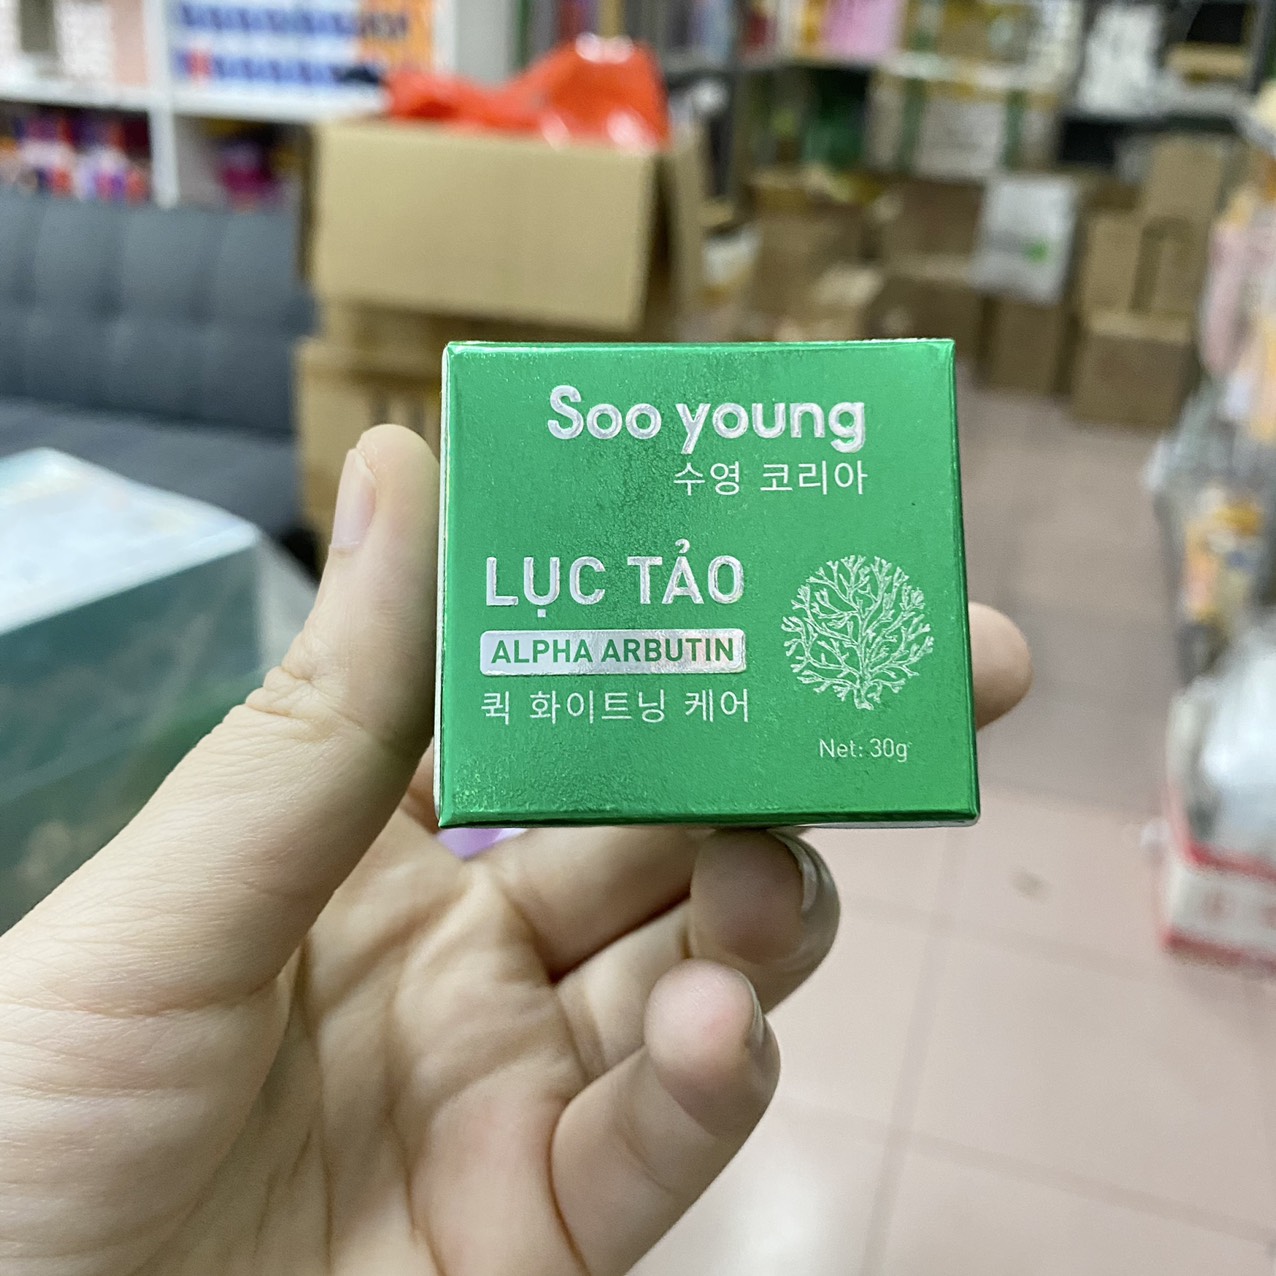 Soo young
수영 코리아
LỤC TẢO
ALPHA ARBUTIN
퀵 화이트닝 케어
Net: 30g